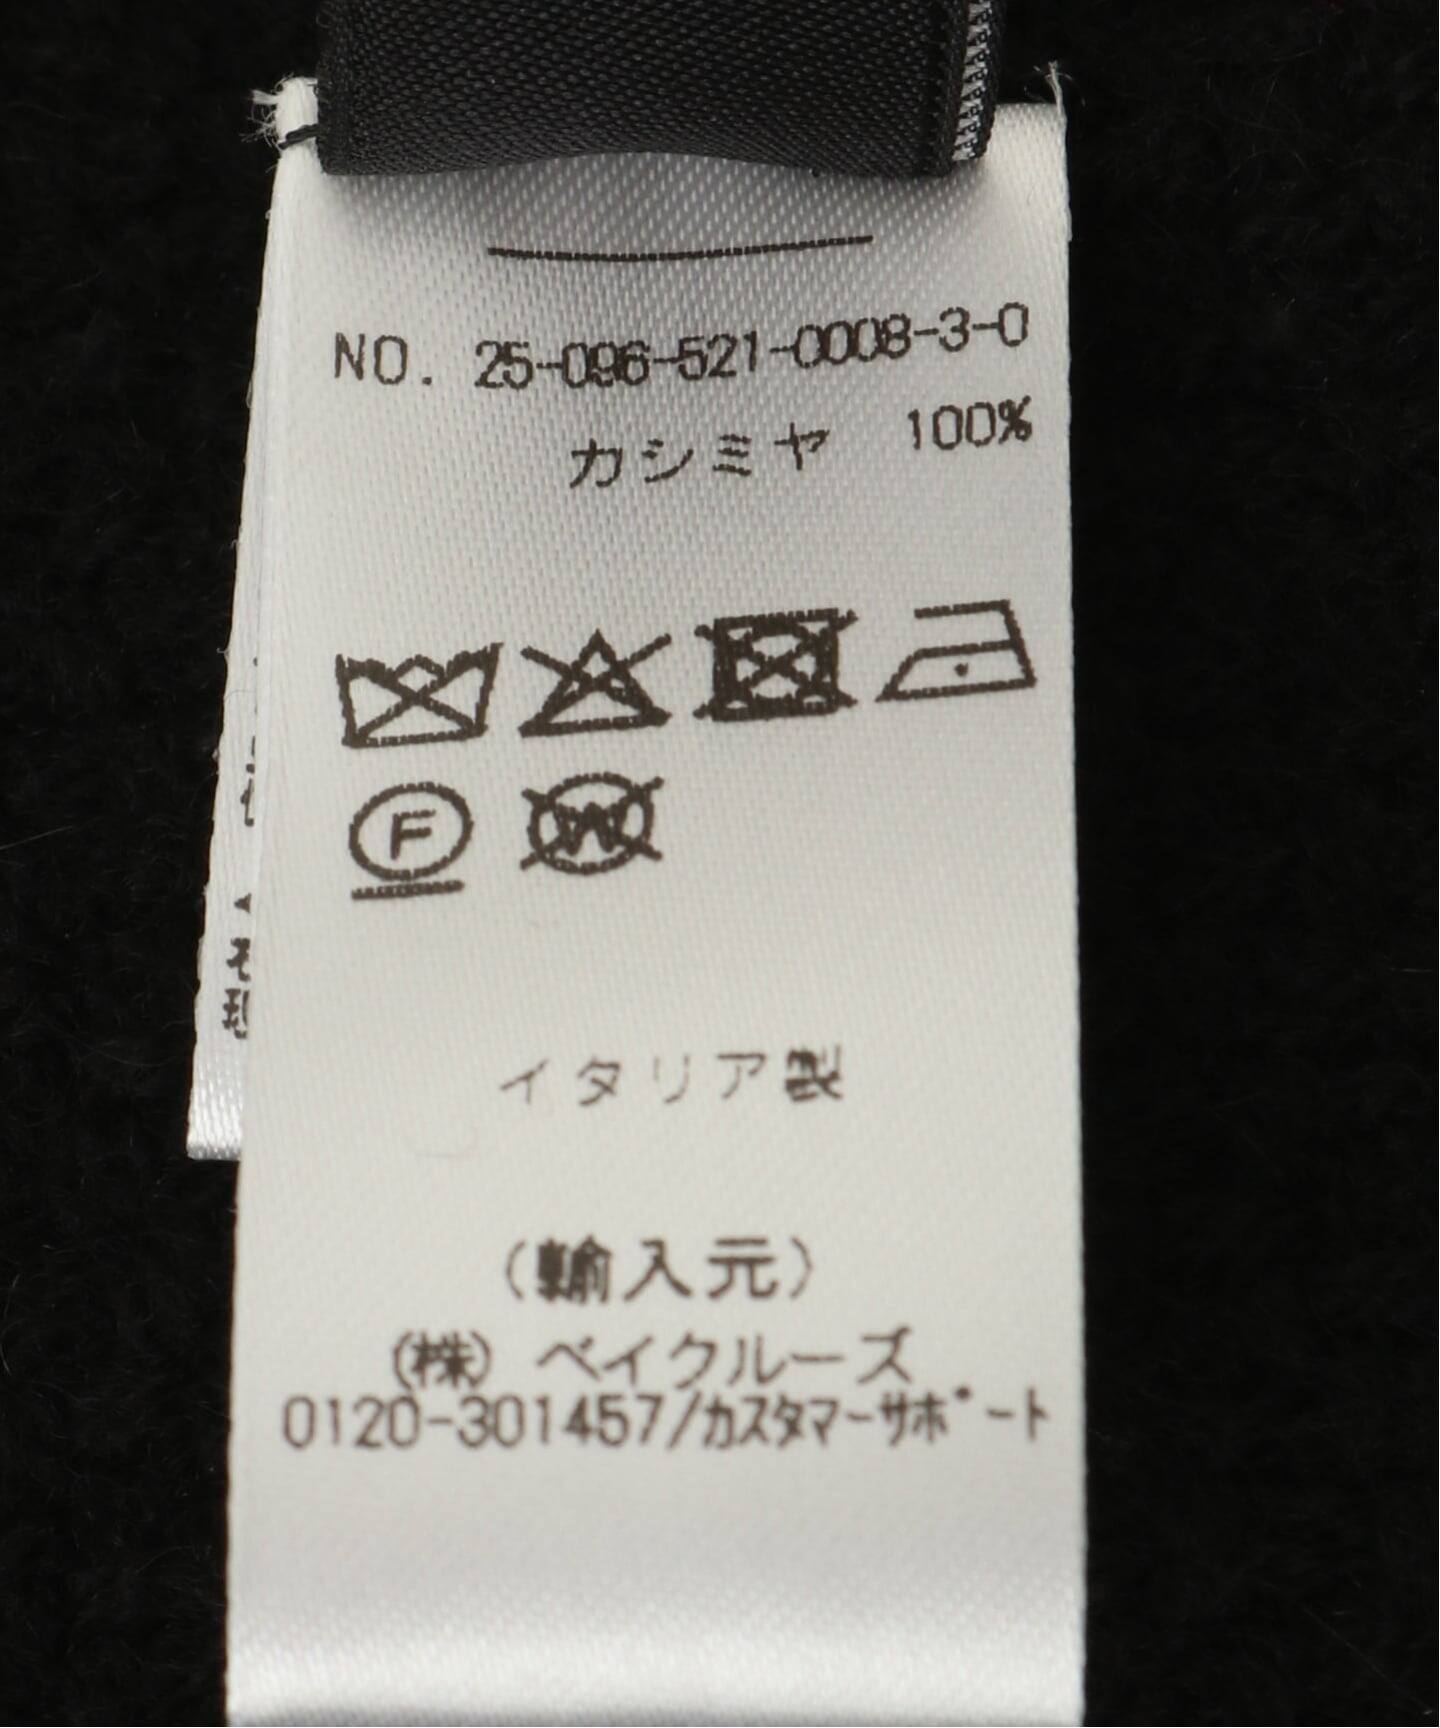 NO. 25-096-521-0008-3-0
カシミヤ 100%
F W
イタリア製
(輸入元)
(株) ベイクルーズ
0120-301457/カスタマーサポート